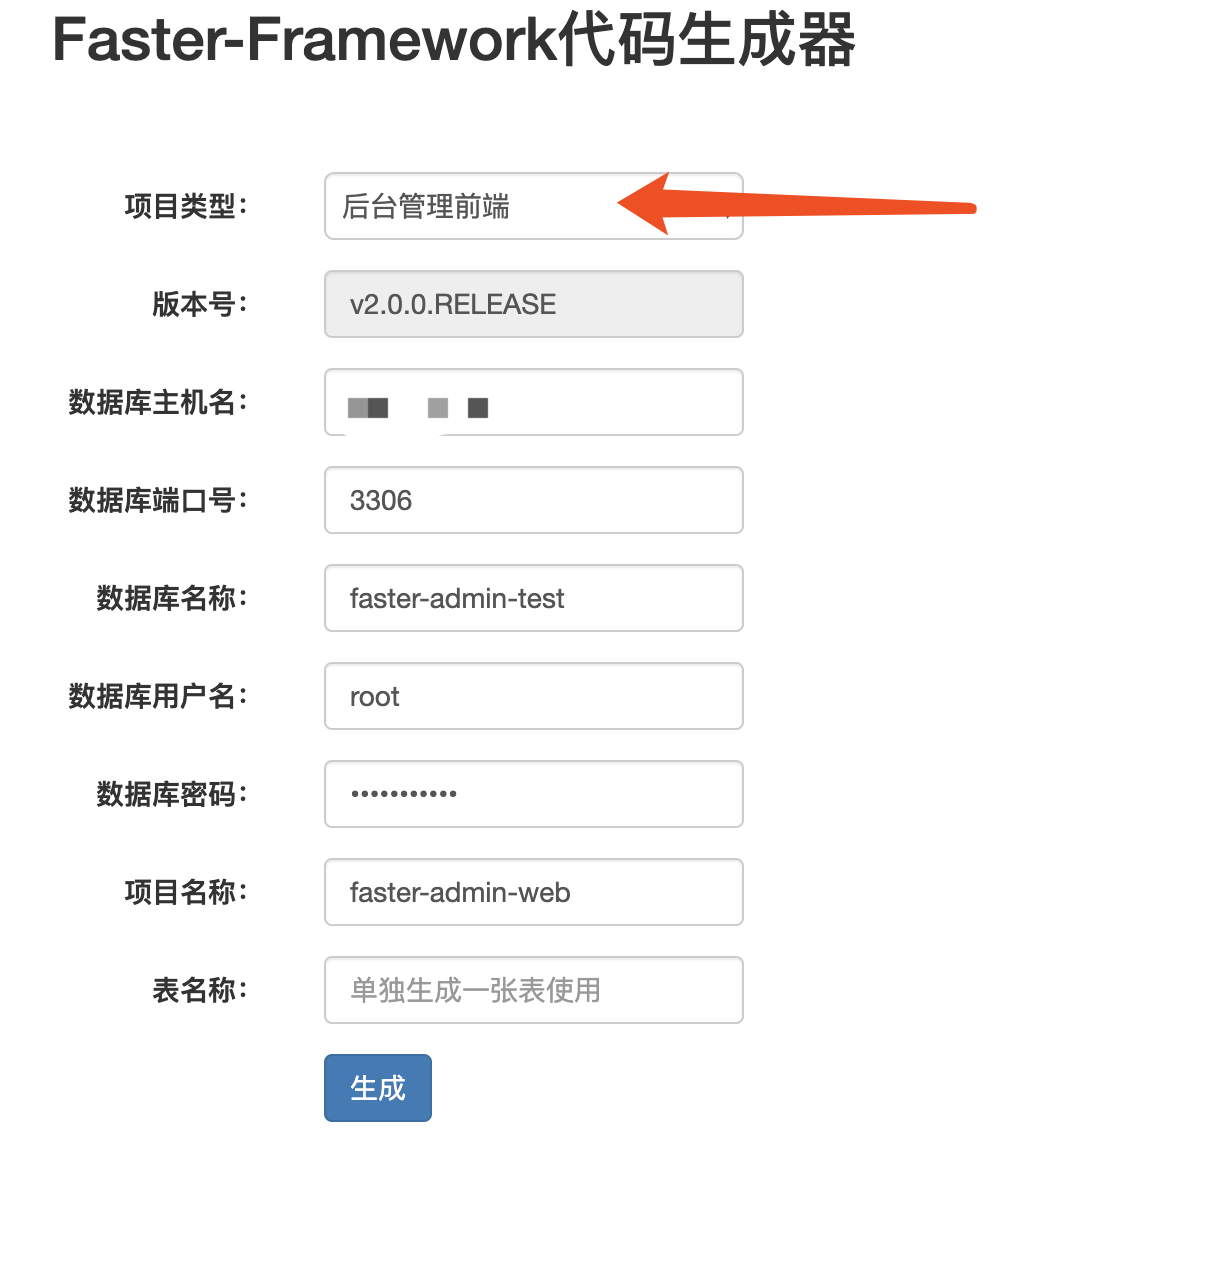 Faster-Framework代码生成器
项目类型： 后台管理前端
版本号： v2.0.0.RELEASE
数据库主机名：
数据库端口号： 3306
数据库名称： faster-admin-test
数据库用户名： root
数据库密码： •••••••••••
项目名称： faster-admin-web
表名称： 单独生成一张表使用
生成